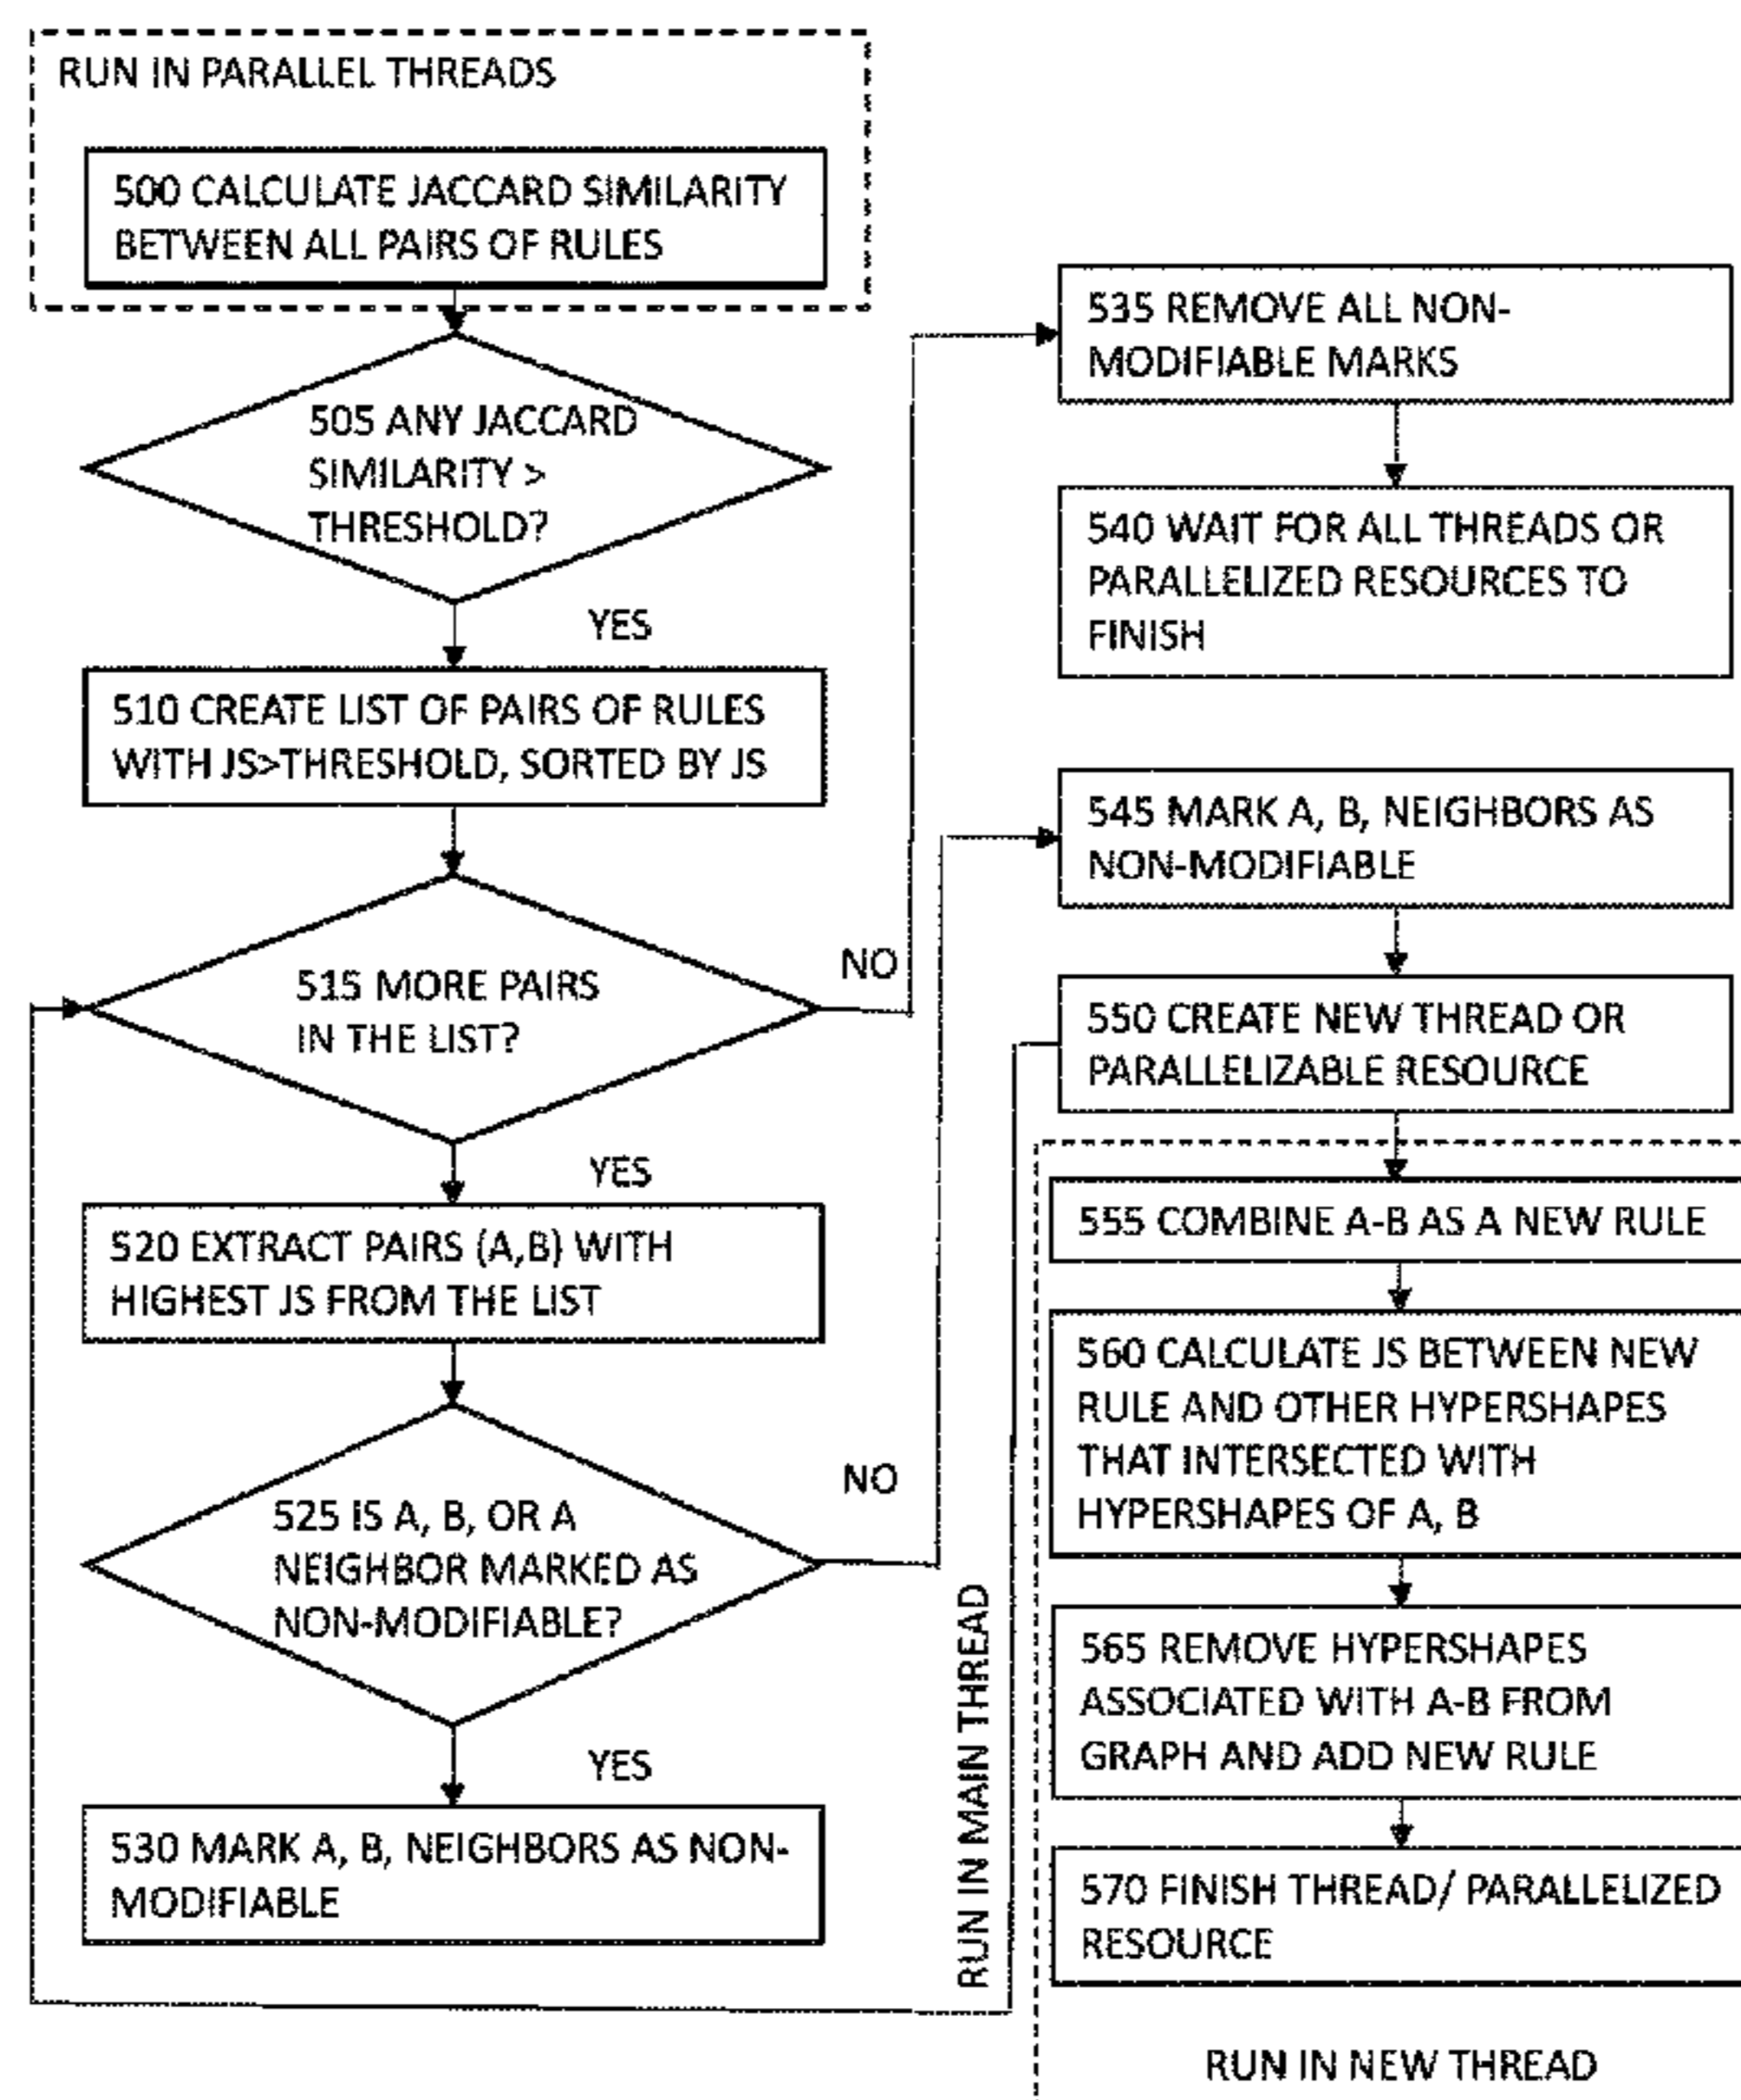 RUN IN PARALLEL THREADS
500 CALCULATE JACCARD SIMILARITY
BETWEEN ALL PAIRS OF RULES
505 ANY JACCARD
SIMILARITY >
THRESHOLD?
YES
510 CREATE LIST OF PAIRS OF RULES
WITH JS>THRESHOLD, SORTED BY JS
515 MORE PAIRS
IN THE LIST?
NO
YES
520 EXTRACT PAIRS (A,B) WITH
HIGHEST JS FROM THE LIST
525 IS A, B, OR A
NEIGHBOR MARKED AS
NON-MODIFIABLE?
NO
YES
530 MARK A, B, NEIGHBORS AS NON-
MODIFIABLE
535 REMOVE ALL NON-
MODIFIABLE MARKS
540 WAIT FOR ALL THREADS OR
PARALLELIZED RESOURCES TO
FINISH
545 MARK A, B, NEIGHBORS AS
NON-MODIFIABLE
550 CREATE NEW THREAD OR
PARALLELIZABLE RESOURCE
RUN IN MAIN THREAD
555 COMBINE A-B AS A NEW RULE
560 CALCULATE JS BETWEEN NEW
RULE AND OTHER HYPERSHAPES
THAT INTERSECTED WITH
HYPERSHAPES OF A, B
565 REMOVE HYPERSHAPES
ASSOCIATED WITH A-B FROM
GRAPH AND ADD NEW RULE
570 FINISH THREAD/ PARALLELIZED
RESOURCE
RUN IN NEW THREAD